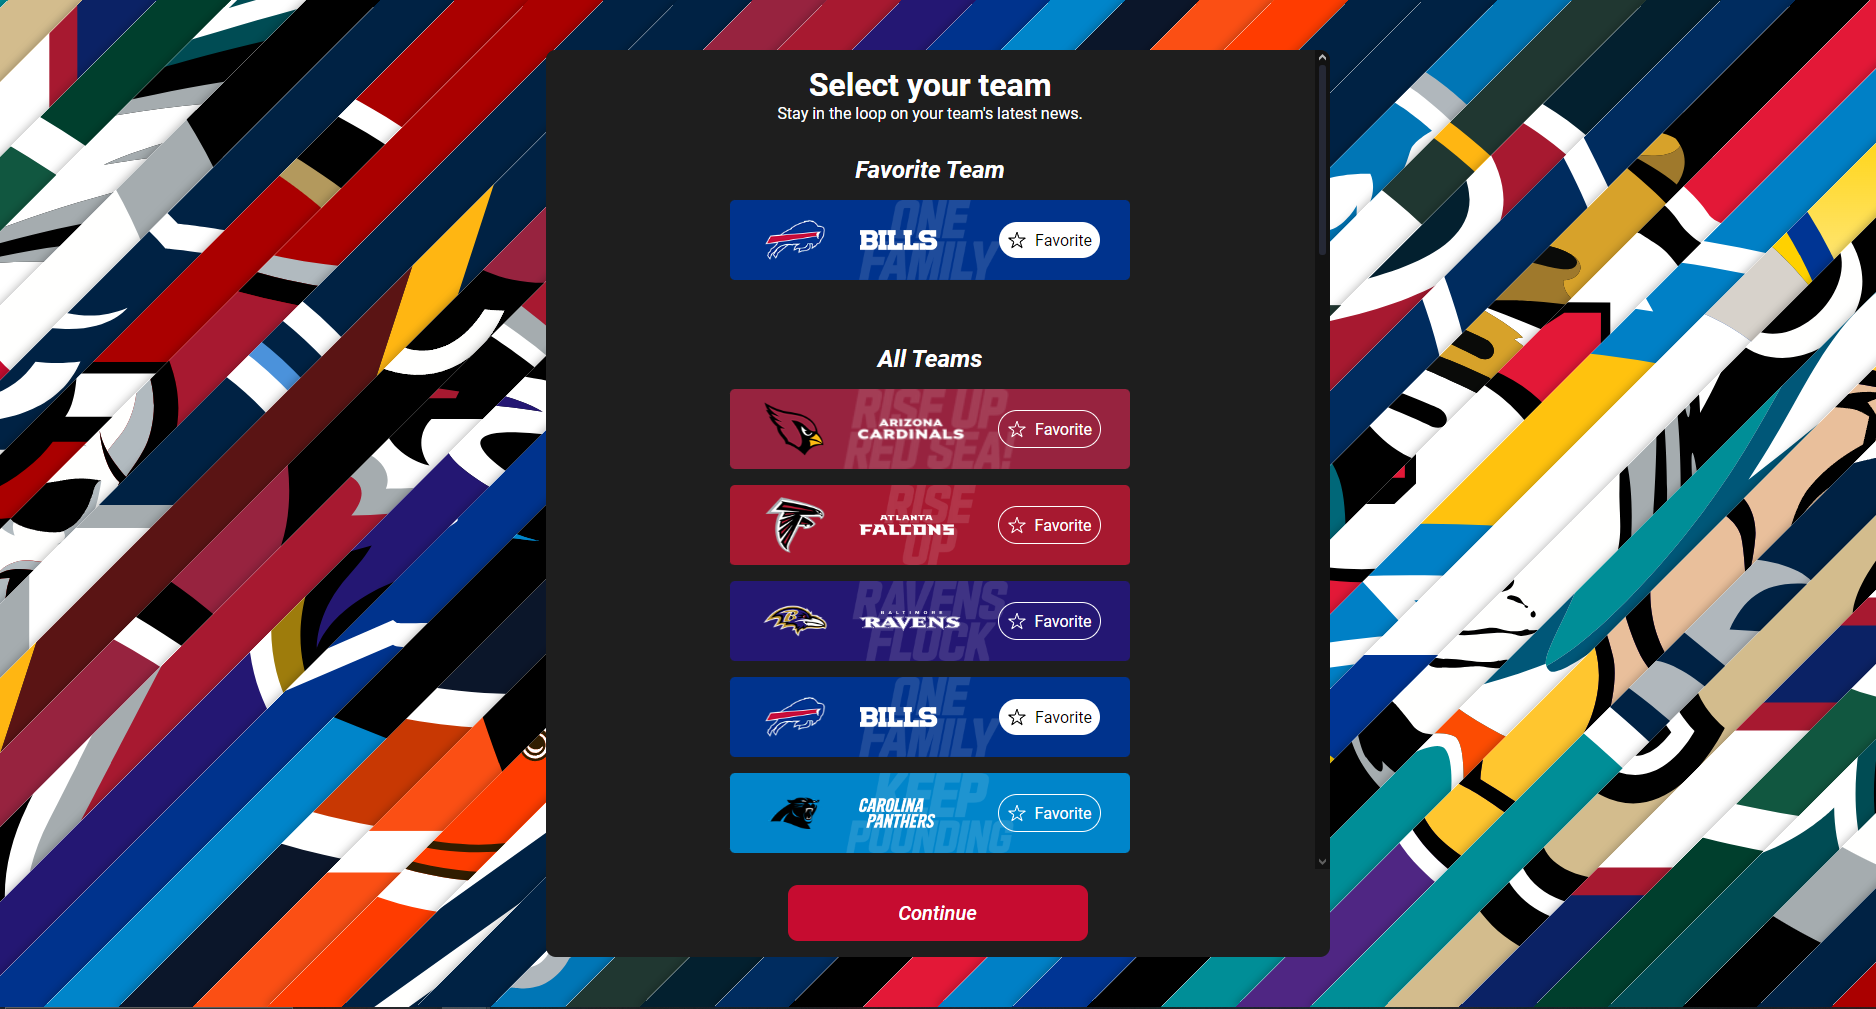 Select your team
Stay in the loop on your team's latest news.
Favorite Team
ONE
FAMILY
BILLS
Favorite
All Teams
RISE UP
RED SEA!
ARIZONA
CARDINALS
Favorite
RISE
UP
ATLANTA
FALCONS
Favorite
RAVENS
FLOCK
BALTIMORE
RAVENS
Favorite
ONE
FAMILY
BILLS
Favorite
KEEP
POUNDING
CAROLINA
PANTHERS
Favorite
Continue